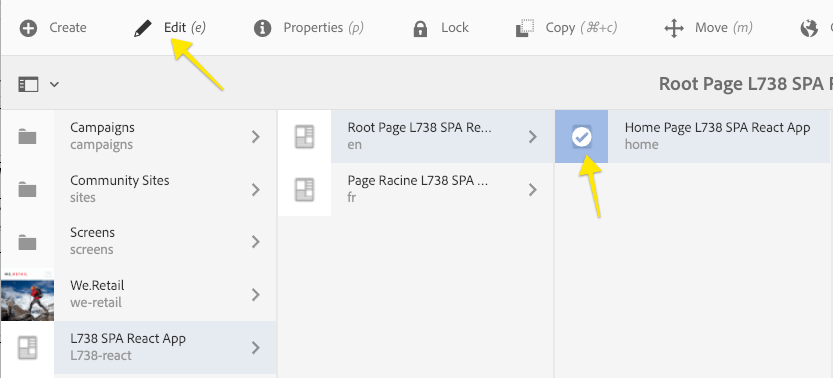 Create
Edit (e)
Properties (p)
Lock
Copy (⌘+c)
Move (m)
Root Page L738 SPA
Campaigns
campaigns
Community Sites
sites
Screens
screens
WE.RETAIL
We.Retail
we-retail
L738 SPA React App
L738-react
Root Page L738 SPA Re...
en
Page Racine L738 SPA ...
fr
Home Page L738 SPA React App
home